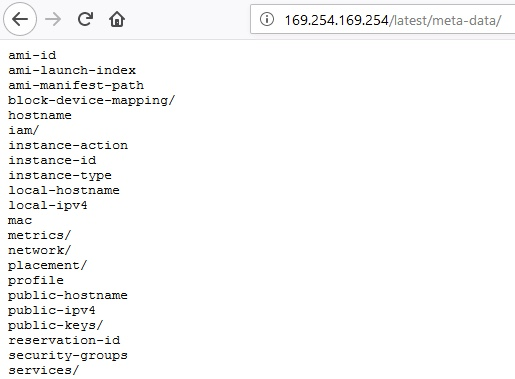 169.254.169.254/latest/meta-data/
ami-id
ami-launch-index
ami-manifest-path
block-device-mapping/
hostname
iam/
instance-action
instance-id
instance-type
local-hostname
local-ipv4
mac
metrics/
network/
placement/
profile
public-hostname
public-ipv4
public-keys/
reservation-id
security-groups
services/